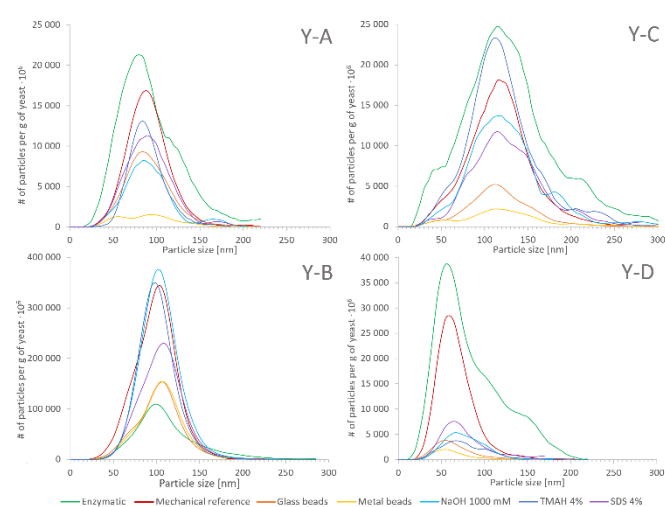 Y-A
# of particles per g of yeast ·10⁶
25 000
20 000
15 000
10 000
5 000
0
0 50 100 150 200 250 300
Particle size [nm]
Y-C
# of particles per g of yeast ·10⁶
25 000
20 000
15 000
10 000
5 000
0
0 50 100 150 200 250 300
Particle size [nm]
Y-B
# of particles per g of yeast ·10⁶
400 000
300 000
200 000
100 000
0
0 50 100 150 200 250 300
Particle size [nm]
Y-D
# of particles per g of yeast ·10⁶
40 000
35 000
30 000
25 000
20 000
15 000
10 000
5 000
0
0 50 100 150 200 250 300
Particle size [nm]
Enzymatic Mechanical reference Glass beads Metal beads NaOH 1000 mM TMAH 4% SDS 4%